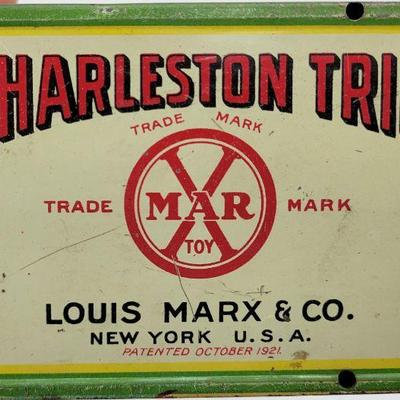 HARLESTON TRI
TRADE MARK
TRADE MAR MARK
X
TOY
LOUIS MARX & CO.
NEW YORK U.S.A.
PATENTED OCTOBER 1921.